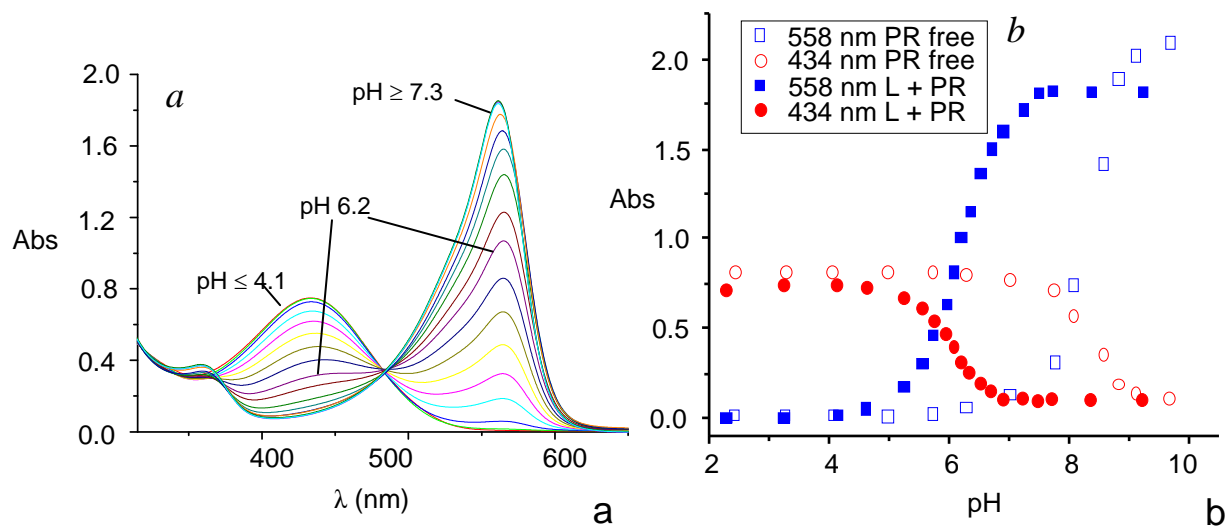 a
pH ≥ 7.3
pH 6.2
pH ≤ 4.1
2.0
1.6
1.2
0.8
0.4
0.0
Abs
400
500
600
λ (nm)
a
b
558 nm PR free
434 nm PR free
558 nm L + PR
434 nm L + PR
2.0
1.5
1.0
0.5
0.0
Abs
2
4
6
8
10
pH
b